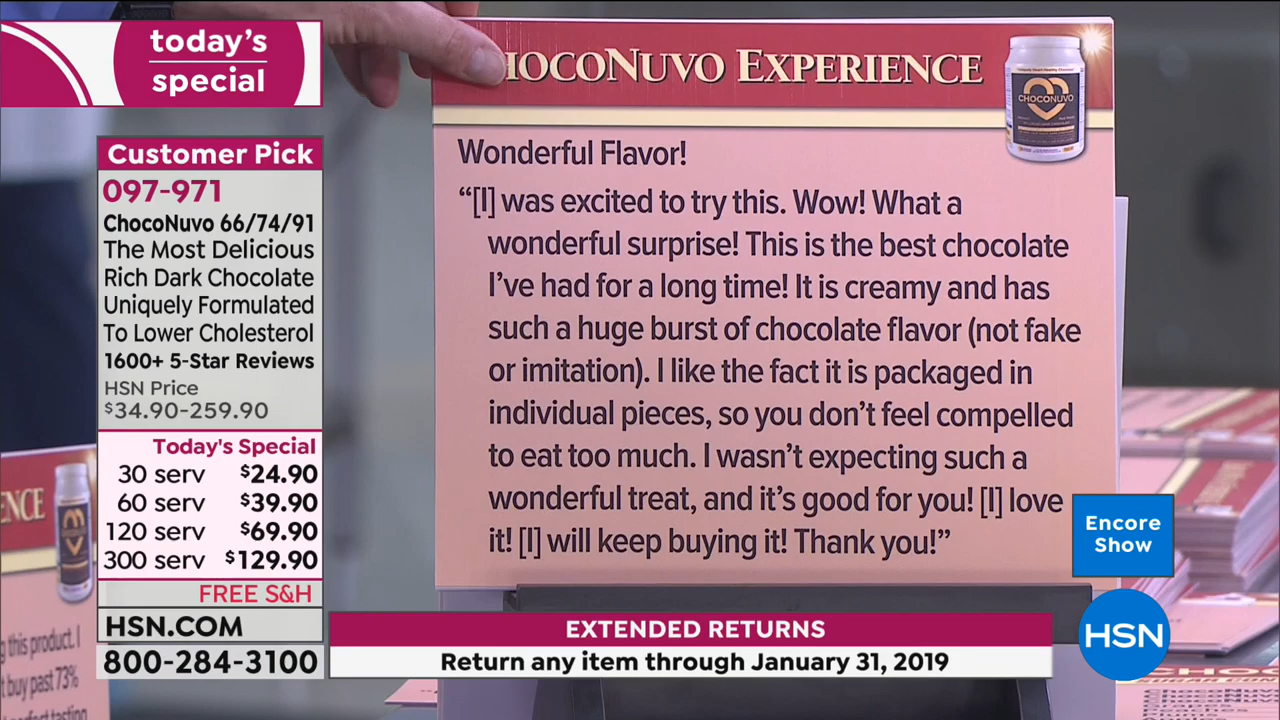 today's
special
Customer Pick
097-971
ChocoNuvo 66/74/91
The Most Delicious
Rich Dark Chocolate
Uniquely Formulated
To Lower Cholesterol
1600+ 5-Star Reviews
HSN Price
$34.90-259.90
Today's Special
30 serv $24.90
60 serv $39.90
120 serv $69.90
300 serv $129.90
FREE S&H
HSN.COM
800-284-3100
HOCONUVO EXPERIENCE
CHOCONUVO
Wonderful Flavor!
“[I] was excited to try this. Wow! What a
wonderful surprise! This is the best chocolate
I've had for a long time! It is creamy and has
such a huge burst of chocolate flavor (not fake
or imitation). I like the fact it is packaged in
individual pieces, so you don't feel compelled
to eat too much. I wasn't expecting such a
wonderful treat, and it's good for you! [I] love
it! [I] will keep buying it! Thank you!”
Encore
Show
HSN
EXTENDED RETURNS
Return any item through January 31, 2019
ENCE
this product. I
buy past 73%
tasting